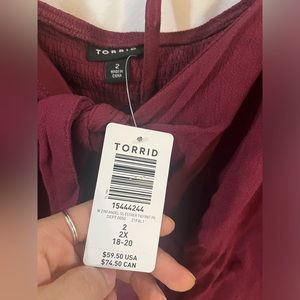 TORRID
2
MADE IN
CHINA
TORRID
15444244
2
2X
18-20
$59.50 USA
$74.50 CAN